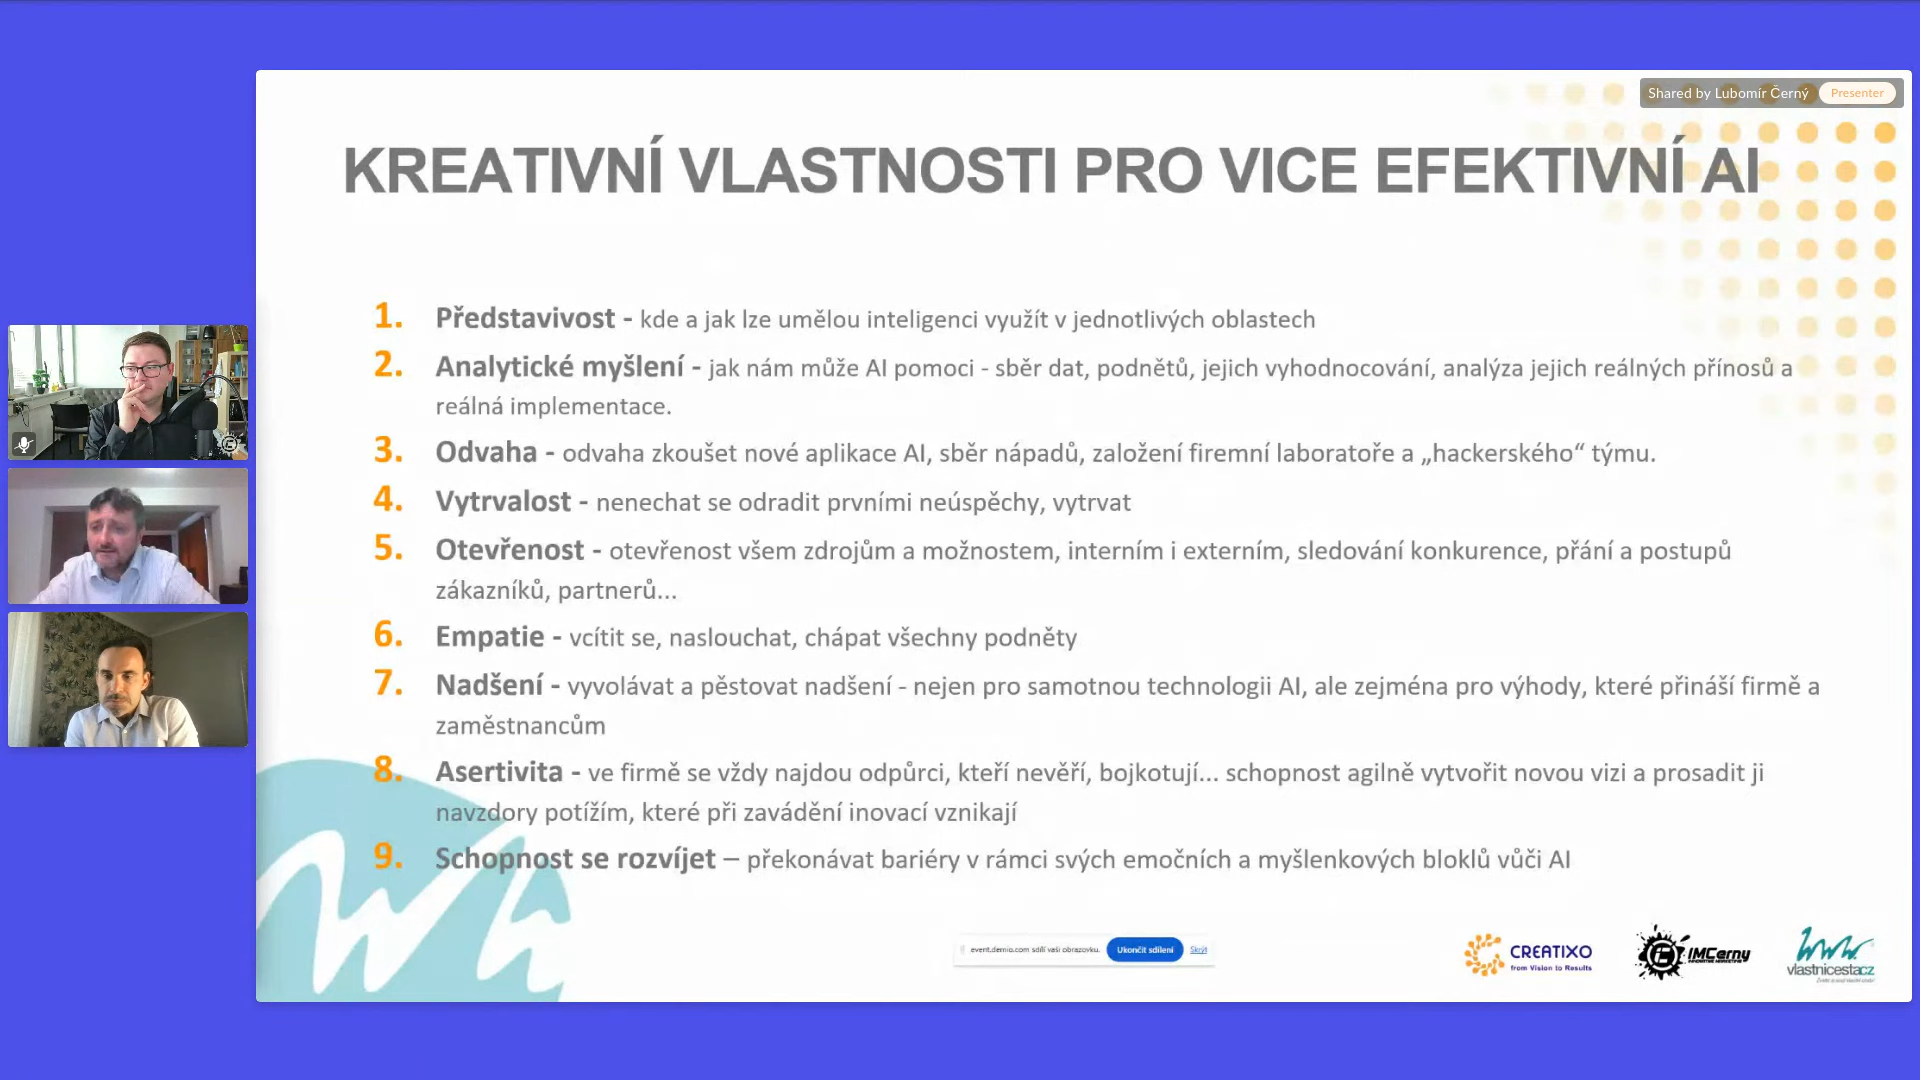 Shared by Lubomír Černý Presenter
KREATIVNÍ VLASTNOSTI PRO VICE EFEKTIVNÍ AI
1. Představivost - kde a jak lze umělou inteligenci využít v jednotlivých oblastech
2. Analytické myšlení - jak nám může AI pomoci - sběr dat, podnětů, jejich vyhodnocování, analýza jejich reálných přínosů a
reálná implementace.
3. Odvaha - odvaha zkoušet nové aplikace AI, sběr nápadů, založení firemní laboratoře a „hackerského“ týmu.
4. Vytrvalost - nenechat se odradit prvními neúspěchy, vytrvat
5. Otevřenost - otevřenost všem zdrojům a možnostem, interním i externím, sledování konkurence, přání a postupů
zákazníků, partnerů...
6. Empatie - vcítit se, naslouchat, chápat všechny podněty
7. Nadšení - vyvolávat a pěstovat nadšení - nejen pro samotnou technologii AI, ale zejména pro výhody, které přináší firmě a
zaměstnancům
8. Asertivita - ve firmě se vždy najdou odpůrci, kteří nevěří, bojkotují... schopnost agilně vytvořit novou vizi a prosadit ji
navzdory potížím, které při zavádění inovací vznikají
9. Schopnost se rozvíjet – překonávat bariéry v rámci svých emočních a myšlenkových bloklů vůči AI
event.demio.com sdílí vaši obrazovku. Ukončit sdílení Skrýt
CREATIXO
from Vision to Results
IMCerny
INNOVATIVE MARKETING
vlastnicesta.cz